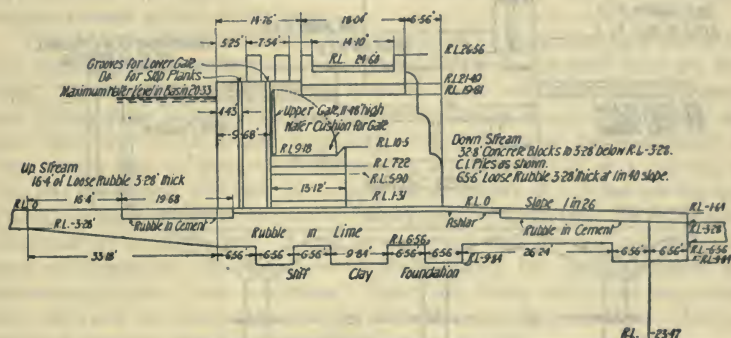 14·76'
18·04'
6·56'
5·25'
7·54'
14·10'
R.L. 26·56
Grooves for Lower Gate
Do For Stop Planks
Maximum Water Level in Basin 20·33
R.L. 24·60
R.L. 21·40
R.L. 19·81
4·43'
9·68'
Upper Gate, 11·48' high
Water Cushion for Gate
R.L. 10·5
R.L. 9·18
R.L. 7·22
R.L. 5·90
R.L. 1·31
13·12'
Down Stream
32·8' Concrete Blocks to 3·28' below R.L.-3·28.
C.I. Piles as shown.
65·6' Loose Rubble 3·28' thick at 1 in 40 slope.
Up Stream
16·4' of Loose Rubble 3·28' thick
16·4'
19·68
R.L. 0
R.L. 0
Slope 1 in 26
R.L.-1·64
Rubble in Cement
Ashlar
Rubble in Cement
R.L.-3·28'
R.L.-3·28
Rubble in Lime
R.L. 6·56
R.L.-6·56
R.L.-9·84
R.L.-9·84
33·18'
6·56'
6·56'
6·56'
9·84'
6·56'
6·56'
26·24'
6·56'
6·56'
Stiff Clay Foundation
R.L. -23·47